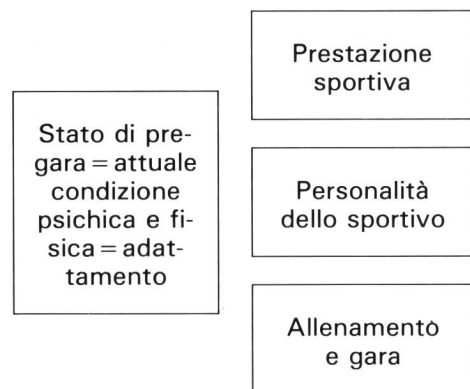 Stato di pre-
gara = attuale
condizione
psichica e fi-
sica = adat-
tamento
Prestazione
sportiva
Personalità
dello sportivo
Allenamento
e gara